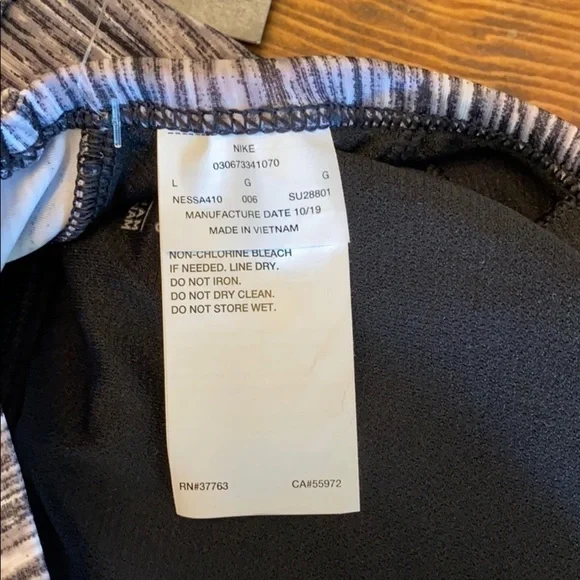 NIKE
030673341070
L G G
NESSA410 006 SU28801
MANUFACTURE DATE 10/19
MADE IN VIETNAM
NON-CHLORINE BLEACH
IF NEEDED. LINE DRY.
DO NOT IRON.
DO NOT DRY CLEAN.
DO NOT STORE WET.
RN#37763 CA#55972